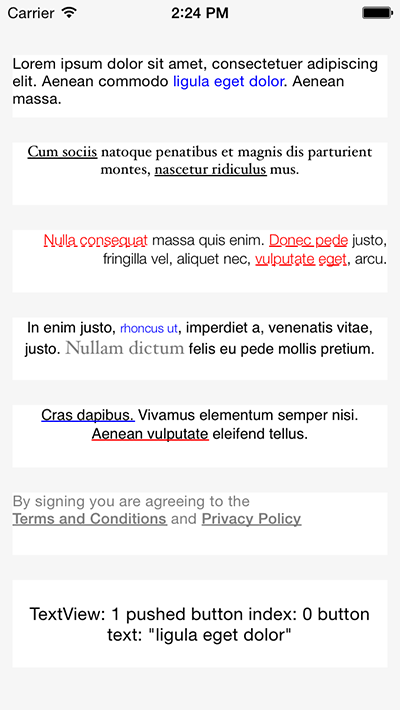 Carrier 2:24 PM
Lorem ipsum dolor sit amet, consectetuer adipiscing
elit. Aenean commodo ligula eget dolor. Aenean
massa.
Cum sociis natoque penatibus et magnis dis parturient
montes, nascetur ridiculus mus.
Nulla consequat massa quis enim. Donec pede justo,
fringilla vel, aliquet nec, vulputate eget, arcu.
In enim justo, rhoncus ut, imperdiet a, venenatis vitae,
justo. Nullam dictum felis eu pede mollis pretium.
Cras dapibus. Vivamus elementum semper nisi.
Aenean vulputate eleifend tellus.
By signing you are agreeing to the
Terms and Conditions and Privacy Policy
TextView: 1 pushed button index: 0 button
text: "ligula eget dolor"